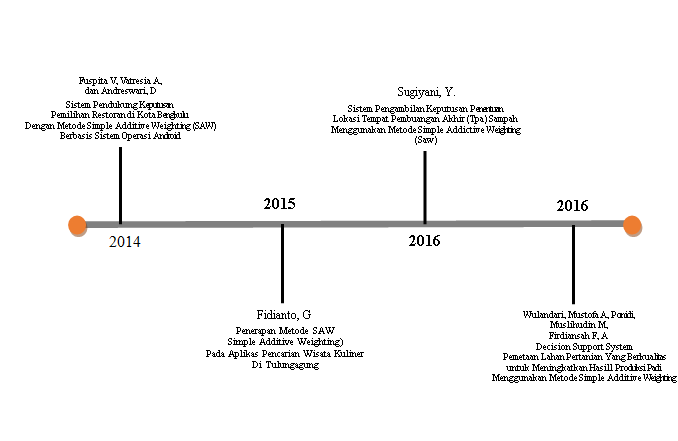 Fuspita V, Vatresia A,
dan Andreswari, D
Sistem Pendukung Keputusan
Pemilihan Restoran di Kota Bengkulu
Dengan Metode Simple Additive Weighting (SAW)
Berbasis Sistem Operasi Android
2014
2015
Fidianto, G
Penerapan Metode SAW
Simple Additive Weighting)
Pada Aplikas Pencarian Wisata Kuliner
Di Tulungagung
Sugiyani, Y.
Sistem Pengambilan Keputusan Penentuan
Lokasi Tempat Pembuangan Akhir (Tpa) Sampah
Menggunakan Metode Simple Addictive Weighting
(Saw)
2016
2016
Wulandari, Mustofa A, Ponidi,
Muslihudin M,
Firdiansah F, A
Decision Support System
Pemetaan Lahan Pertanian Yang Berkualitas
untuk Meningkatkan Hasill Produksi Padi
Menggunakan Metode Simple Additive Weighting